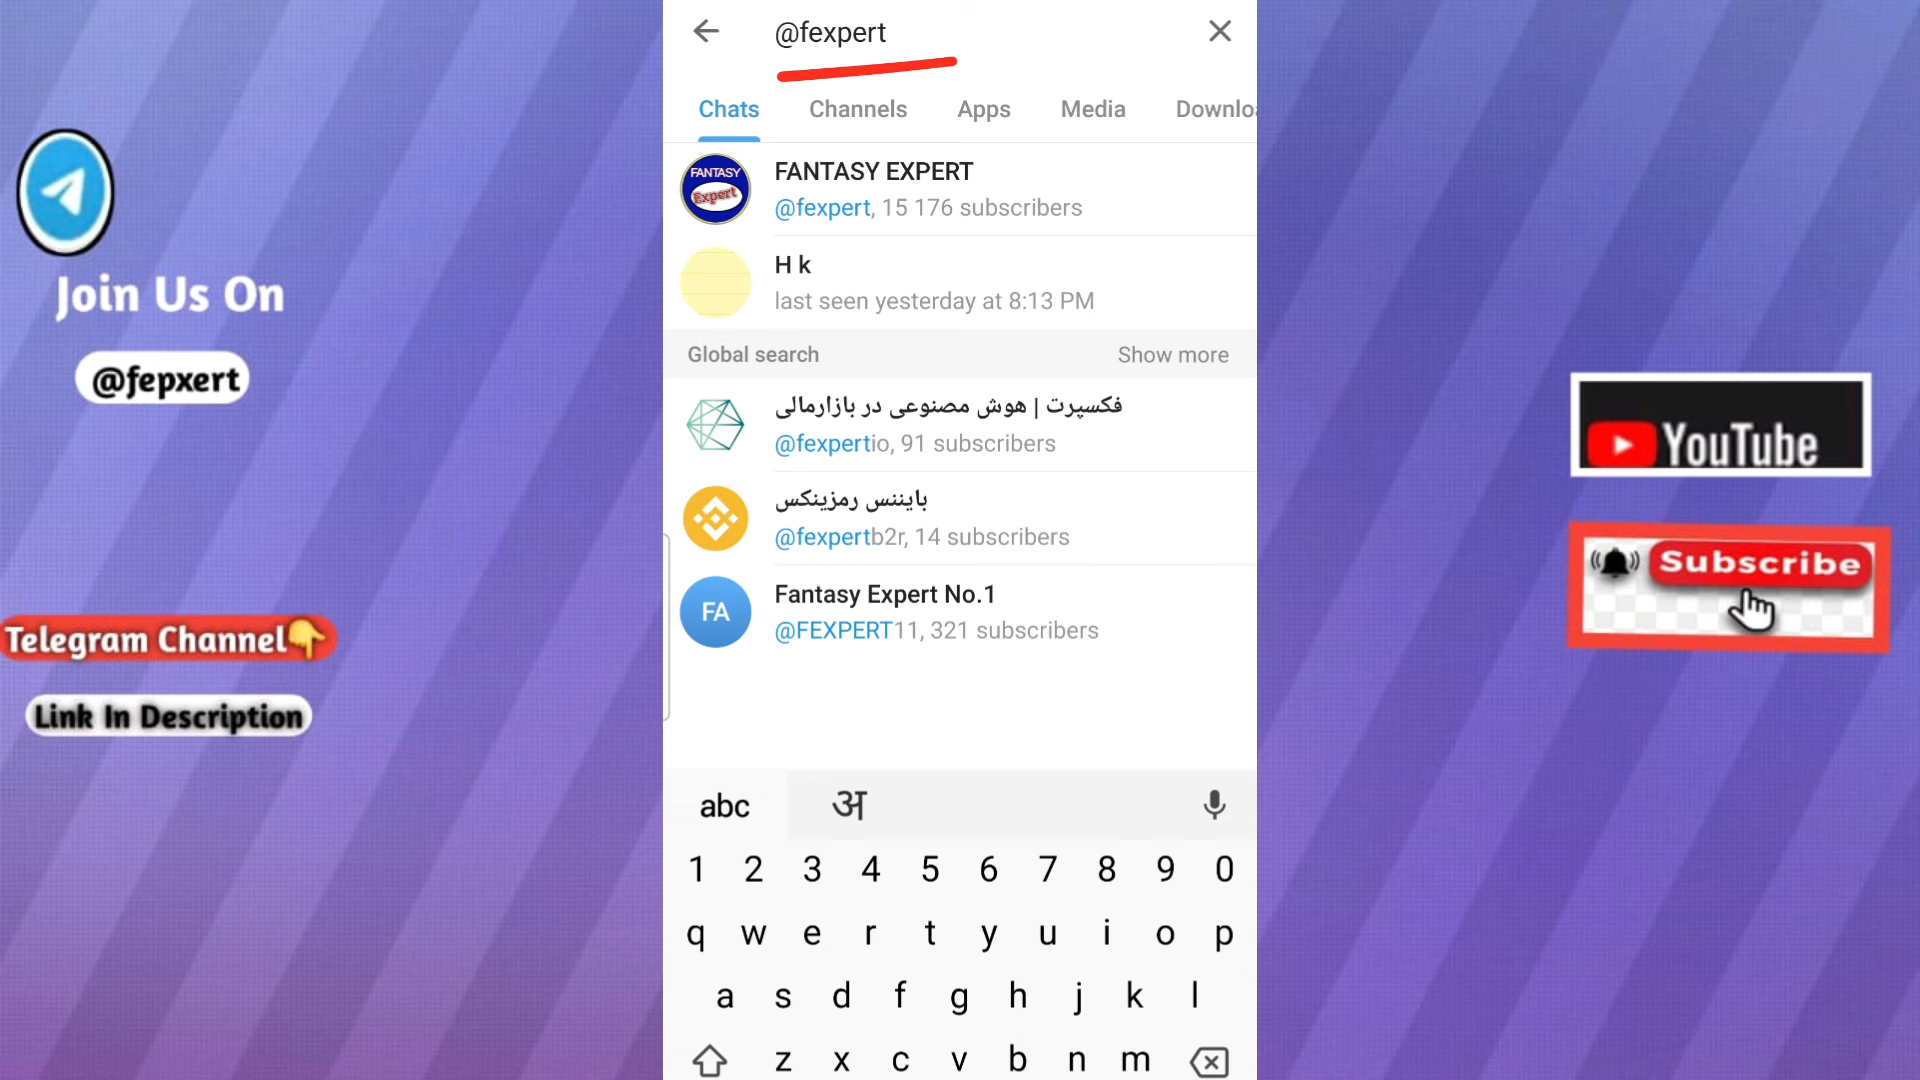 @fexpert
Chats Channels Apps Media Downloa
FANTASY
Expert
FANTASY EXPERT
@fexpert, 15 176 subscribers
H k
last seen yesterday at 8:13 PM
Global search Show more
فکسپرت | هوش مصنوعی در بازارمالی
@fexpertio, 91 subscribers
بایننس رمزینکس
@fexpertb2r, 14 subscribers
FA
Fantasy Expert No.1
@FEXPERT11, 321 subscribers
abc अ
1 2 3 4 5 6 7 8 9 0
q w e r t y u i o p
a s d f g h j k l
z x c v b n m
Join Us On
@fepxert
Telegram Channel👇
Link In Description
YouTube
Subscribe